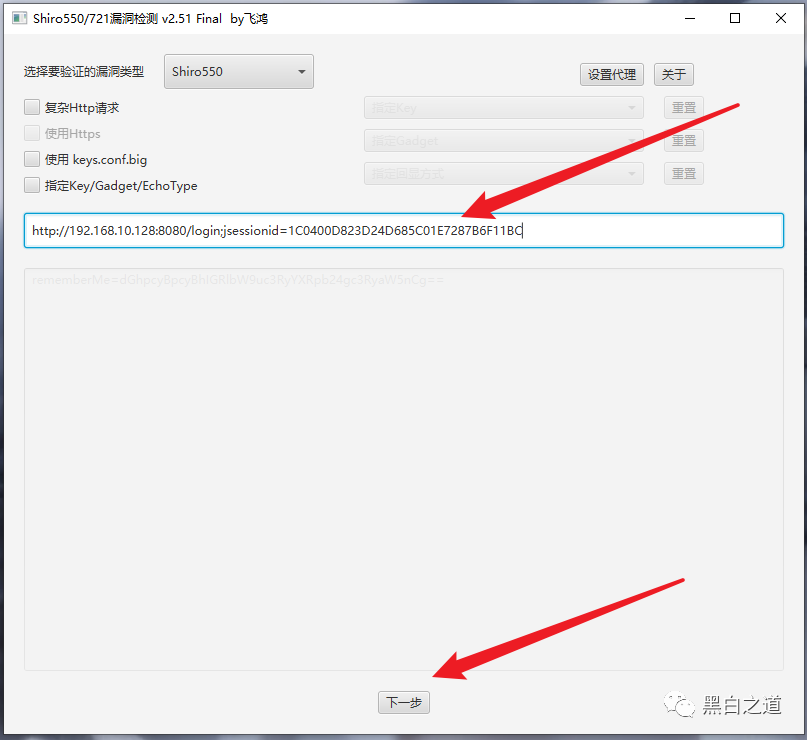 Shiro550/721漏洞检测 v2.51 Final by飞鸿
选择要验证的漏洞类型
Shiro550
设置代理
关于
复杂Http请求
指定Key
重置
使用Https
指定Gadget
重置
使用 keys.conf.big
指定回显方式
重置
指定Key/Gadget/EchoType
http://192.168.10.128:8080/login;jsessionid=1C0400D823D24D685C01E7287B6F11BC
下一步
黑白之道